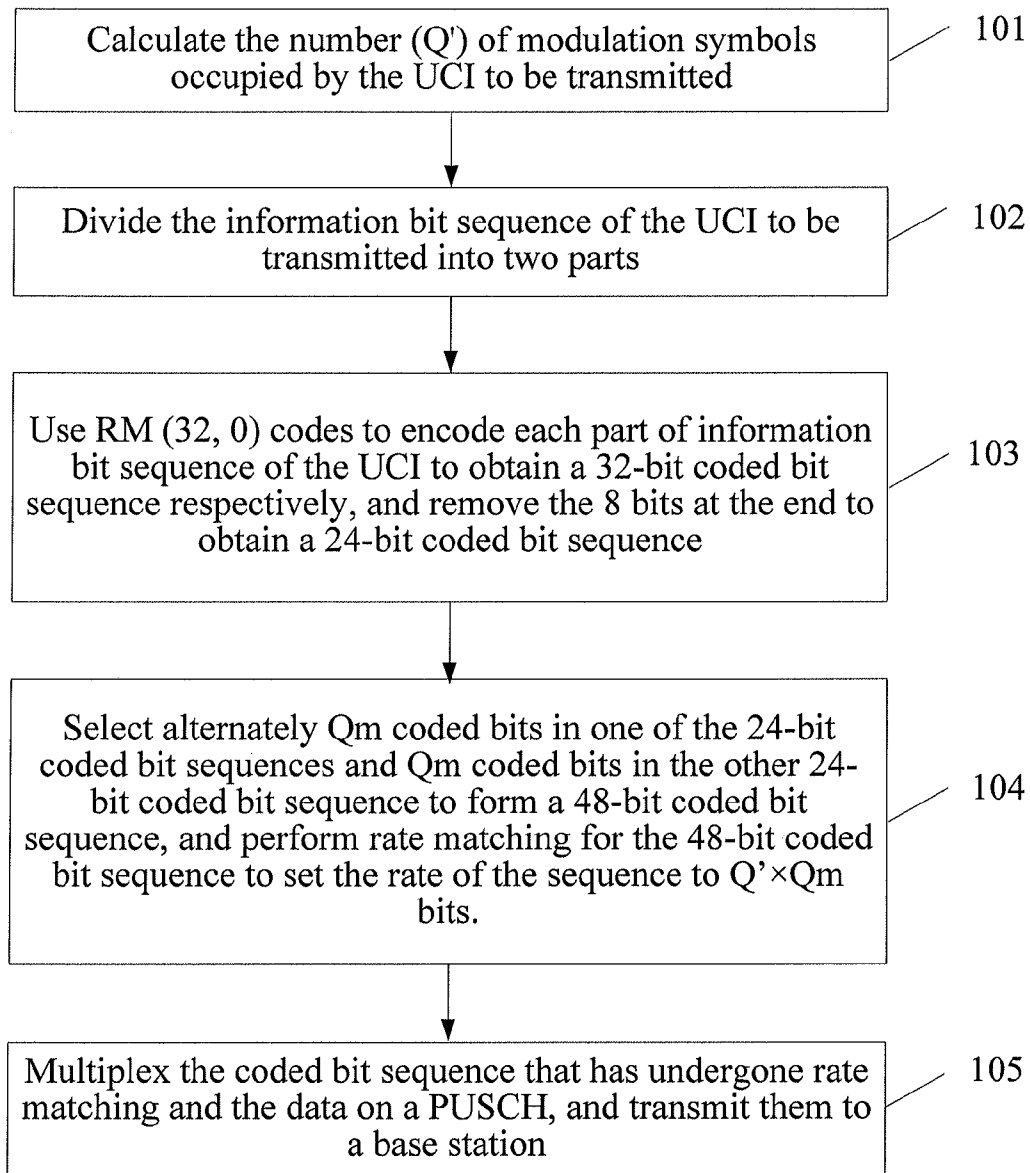 Calculate the number (Q') of modulation symbols
occupied by the UCI to be transmitted
101
Divide the information bit sequence of the UCI to be
transmitted into two parts
102
Use RM (32, 0) codes to encode each part of information
bit sequence of the UCI to obtain a 32-bit coded bit
sequence respectively, and remove the 8 bits at the end to
obtain a 24-bit coded bit sequence
103
Select alternately Qm coded bits in one of the 24-bit
coded bit sequences and Qm coded bits in the other 24-
bit coded bit sequence to form a 48-bit coded bit
sequence, and perform rate matching for the 48-bit coded
bit sequence to set the rate of the sequence to Q’×Qm
bits.
104
Multiplex the coded bit sequence that has undergone rate
matching and the data on a PUSCH, and transmit them to
a base station
105